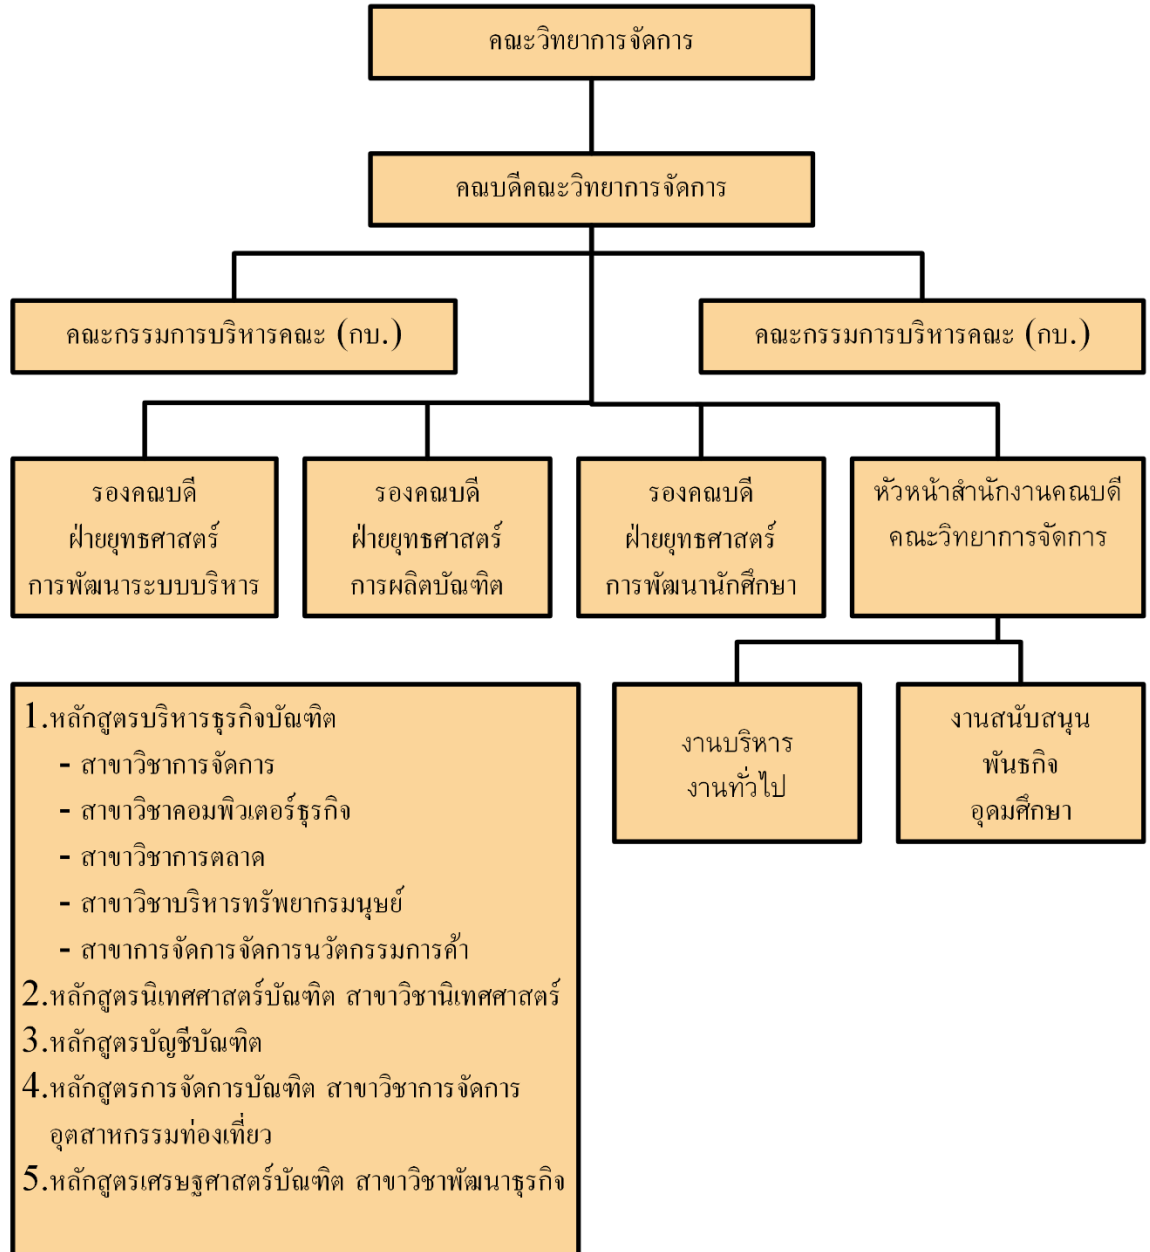 คณะวิทยาการจัดการ
คณบดีคณะวิทยาการจัดการ
คณะกรรมการบริหารคณะ (กบ.)
คณะกรรมการบริหารคณะ (กบ.)
รองคณบดี
ฝ่ายยุทธศาสตร์
การพัฒนาระบบบริหาร
รองคณบดี
ฝ่ายยุทธศาสตร์
การผลิตบัณฑิต
รองคณบดี
ฝ่ายยุทธศาสตร์
การพัฒนานักศึกษา
หัวหน้าสำนักงานคณบดี
คณะวิทยาการจัดการ
1.หลักสูตรบริหารธุรกิจบัณฑิต
- สาขาวิชาการจัดการ
- สาขาวิชาคอมพิวเตอร์ธุรกิจ
- สาขาวิชาการตลาด
- สาขาวิชาบริหารทรัพยากรมนุษย์
- สาขาการจัดการจัดการนวัตกรรมการค้า
2.หลักสูตรนิเทศศาสตร์บัณฑิต สาขาวิชานิเทศศาสตร์
3.หลักสูตรบัญชีบัณฑิต
4.หลักสูตรการจัดการบัณฑิต สาขาวิชาการจัดการ
อุตสาหกรรมท่องเที่ยว
5.หลักสูตรเศรษฐศาสตร์บัณฑิต สาขาวิชาพัฒนาธุรกิจ
งานบริหาร
งานทั่วไป
งานสนับสนุน
พันธกิจ
อุดมศึกษา